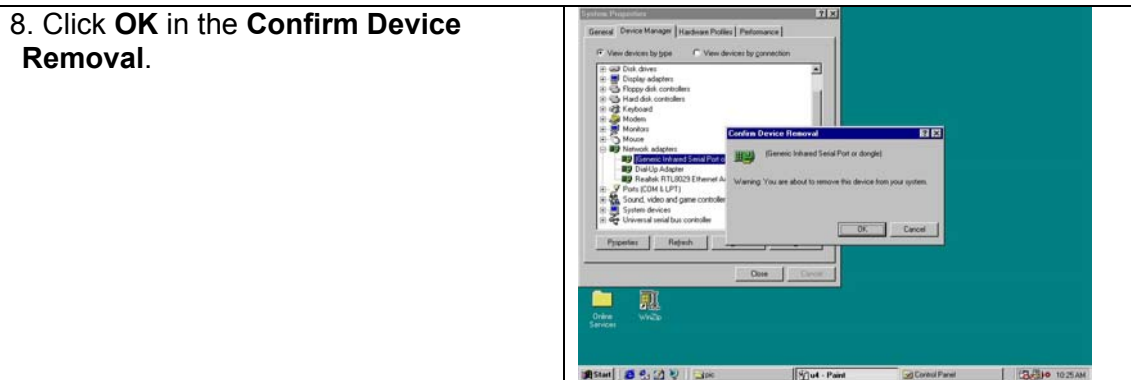 8. Click OK in the Confirm Device
Removal.
System Properties
General Device Manager Hardware Profiles Performance
View devices by type View devices by connection
Disk drives
Display adapters
Floppy disk controllers
Hard disk controllers
Keyboard
Modem
Monitors
Mouse
Network adapters
(Generic Infrared Serial Port o
Dial-Up Adapter
Realtek RTL8029 Ethernet A
Ports (COM & LPT)
Sound, video and game controller
System devices
Universal serial bus controller
Properties Refresh
Close Cancel
Confirm Device Removal
(Generic Infrared Serial Port or dongle)
Warning: You are about to remove this device from your system.
OK Cancel
Online
Services
WinZip
Start pic u4 - Paint Control Panel 10:25 AM